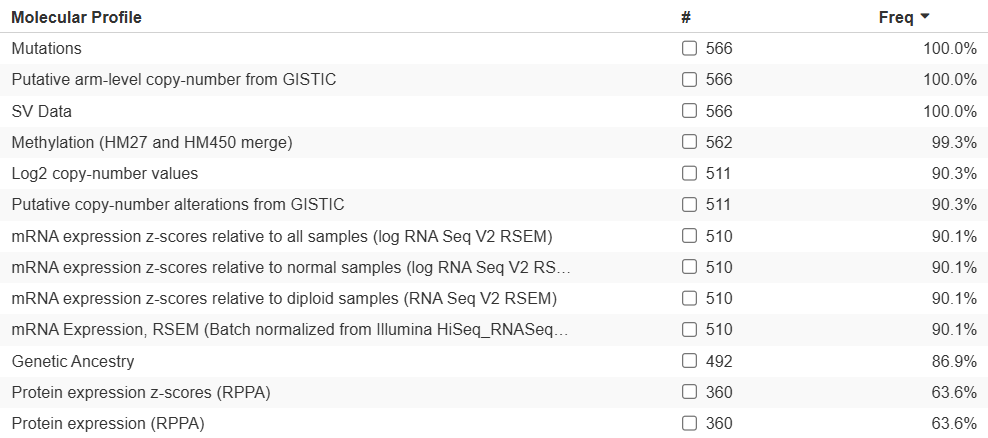 Molecular Profile # Freq
Mutations 566 100.0%
Putative arm-level copy-number from GISTIC 566 100.0%
SV Data 566 100.0%
Methylation (HM27 and HM450 merge) 562 99.3%
Log2 copy-number values 511 90.3%
Putative copy-number alterations from GISTIC 511 90.3%
mRNA expression z-scores relative to all samples (log RNA Seq V2 RSEM) 510 90.1%
mRNA expression z-scores relative to normal samples (log RNA Seq V2 RS… 510 90.1%
mRNA expression z-scores relative to diploid samples (RNA Seq V2 RSEM) 510 90.1%
mRNA Expression, RSEM (Batch normalized from Illumina HiSeq_RNASeq… 510 90.1%
Genetic Ancestry 492 86.9%
Protein expression z-scores (RPPA) 360 63.6%
Protein expression (RPPA) 360 63.6%